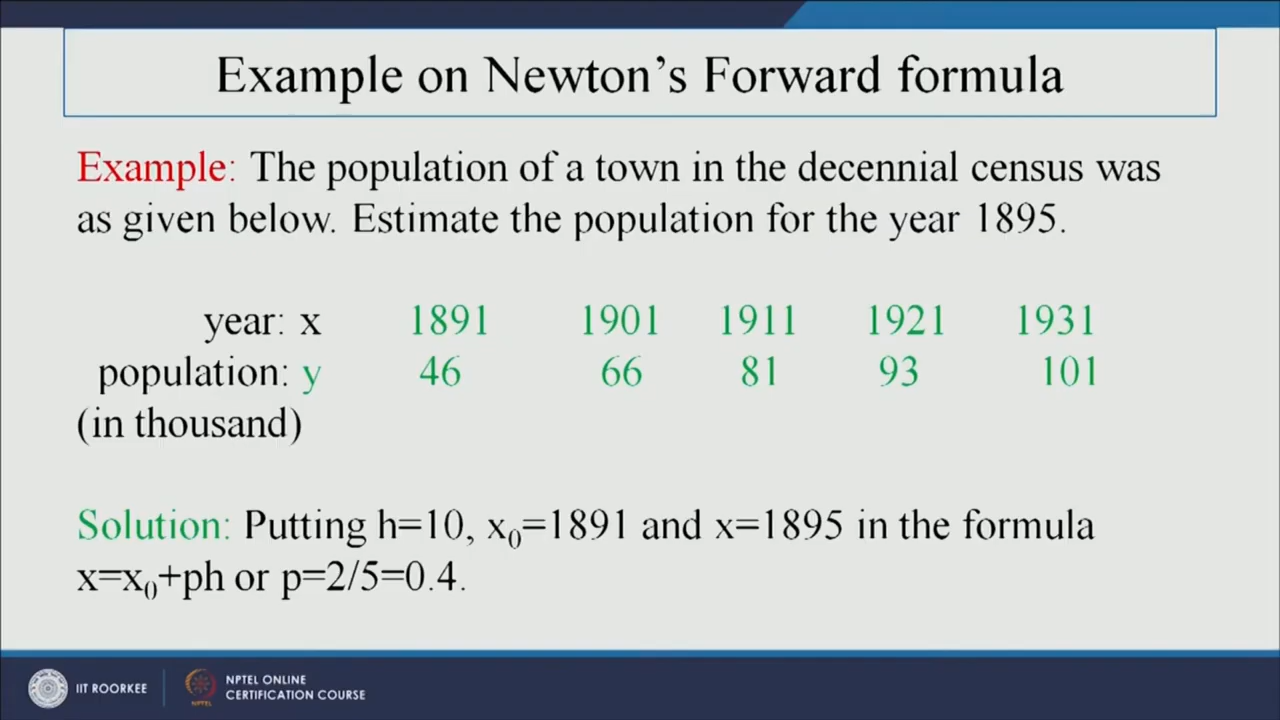 Example on Newton’s Forward formula
Example: The population of a town in the decennial census was
as given below. Estimate the population for the year 1895.
year: x 1891 1901 1911 1921 1931
population: y 46 66 81 93 101
(in thousand)
Solution: Putting h=10, x₀=1891 and x=1895 in the formula
x=x₀+ph or p=2/5=0.4.
IIT ROORKEE
NPTEL
NPTEL ONLINE
CERTIFICATION COURSE